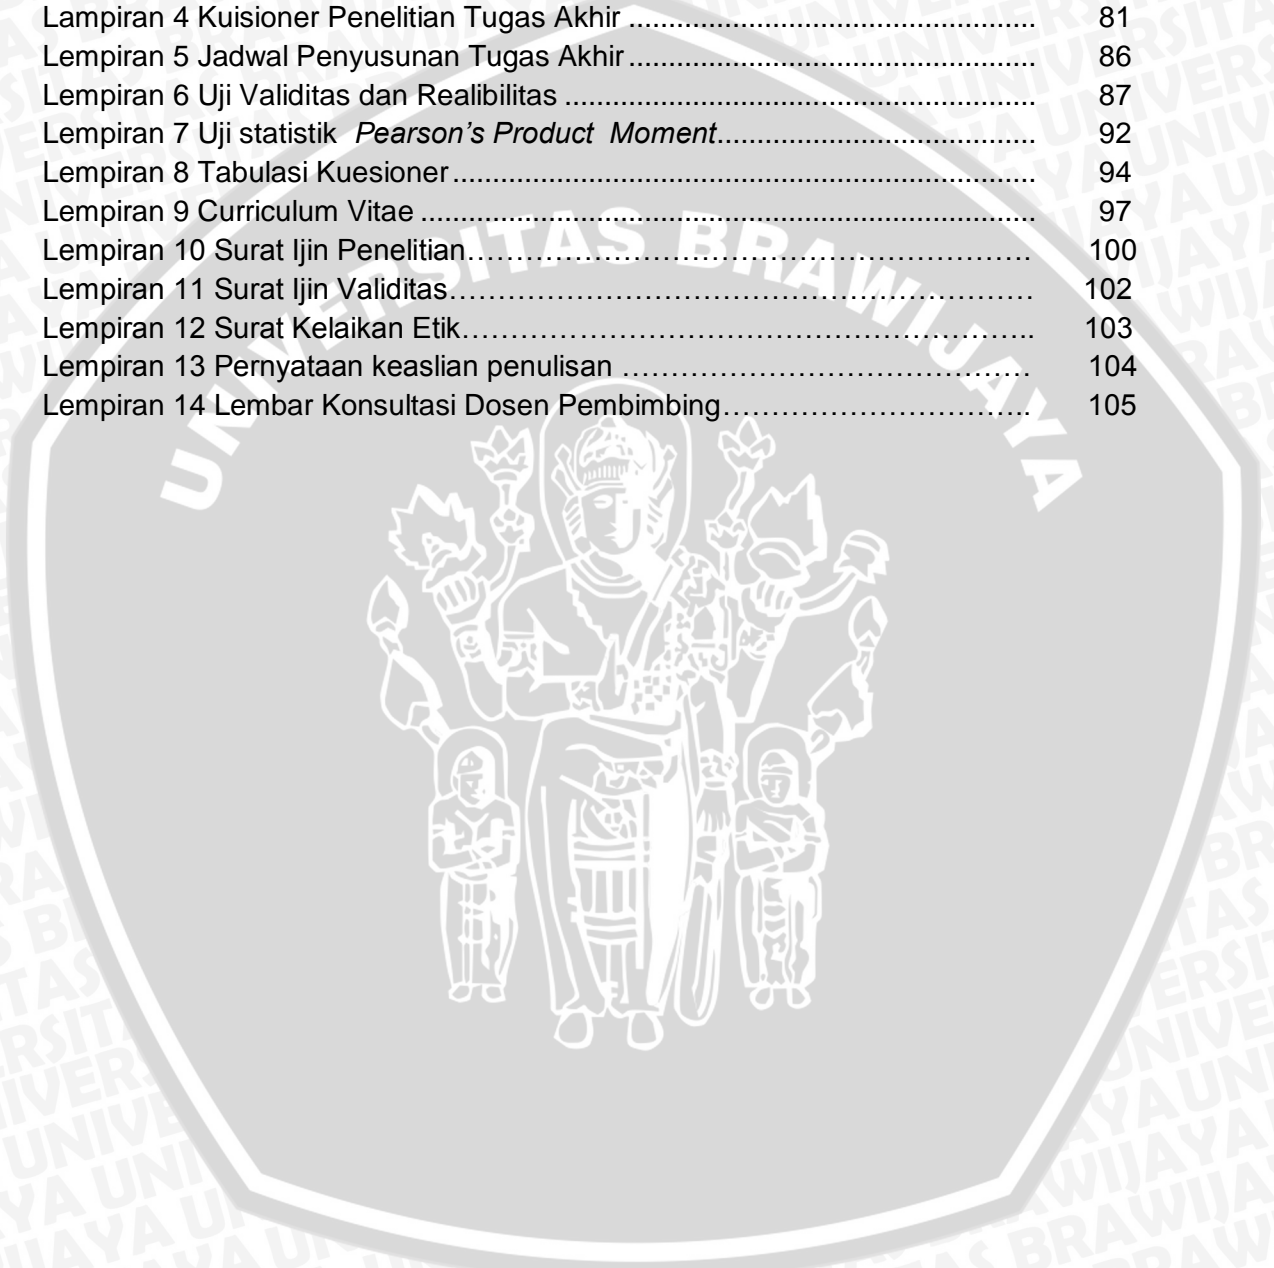 Lampiran 4 Kuisioner Penelitian Tugas Akhir ................................................... 81
Lempiran 5 Jadwal Penyusunan Tugas Akhir ................................................... 86
Lempiran 6 Uji Validitas dan Realibilitas ........................................................... 87
Lempiran 7 Uji statistik Pearson’s Product Moment........................................ 92
Lempiran 8 Tabulasi Kuesioner ......................................................................... 94
Lempiran 9 Curriculum Vitae ............................................................................. 97
Lempiran 10 Surat Ijin Penelitian……………………………………………………. 100
Lempiran 11 Surat Ijin Validitas……………………………………………………… 102
Lempiran 12 Surat Kelaikan Etik…………………………………………………….. 103
Lempiran 13 Pernyataan keaslian penulisan …………………………………… 104
Lempiran 14 Lembar Konsultasi Dosen Pembimbing………………………….. 105
UNIVERSITAS BRAWIJAYA